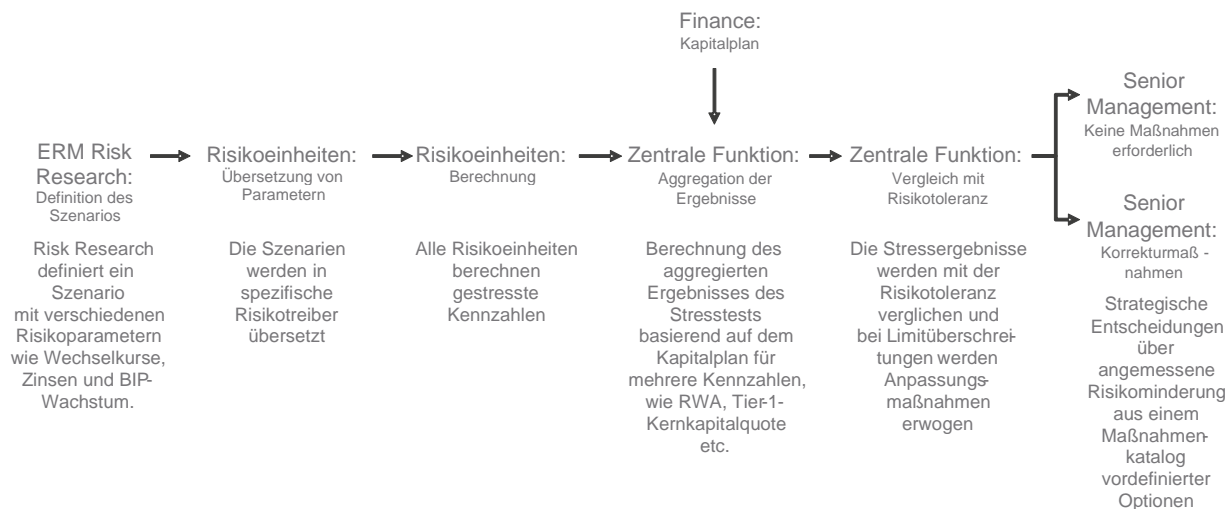 Finance:
Kapitalplan
ERM Risk
Research:
Definition des
Szenarios
Risk Research
definiert ein
Szenario
mit verschiedenen
Risikoparametern
wie Wechselkurse,
Zinsen und BIP-
Wachstum.
Risikoeinheiten:
Übersetzung von
Parametern
Die Szenarien
werden in
spezifische
Risikotreiber
übersetzt
Risikoeinheiten:
Berechnung
Alle Risikoeinheiten
berechnen
gestresste
Kennzahlen
Zentrale Funktion:
Aggregation der
Ergebnisse
Berechnung des
aggregierten
Ergebnisses des
Stresstests
basierend auf dem
Kapitalplan für
mehrere Kennzahlen,
wie RWA, Tier-1-
Kernkapitalquote
etc.
Zentrale Funktion:
Vergleich mit
Risikotoleranz
Die Stressergebnisse
werden mit der
Risikotoleranz
verglichen und
bei Limitüberschrei-
tungen werden
Anpassungs-
maßnahmen
erwogen
Senior
Management:
Keine Maßnahmen
erforderlich
Senior
Management:
Korrekturmaß -
nahmen
Strategische
Entscheidungen
über
angemessene
Risikominderung
aus einem
Maßnahmen-
katalog
vordefinierter
Optionen